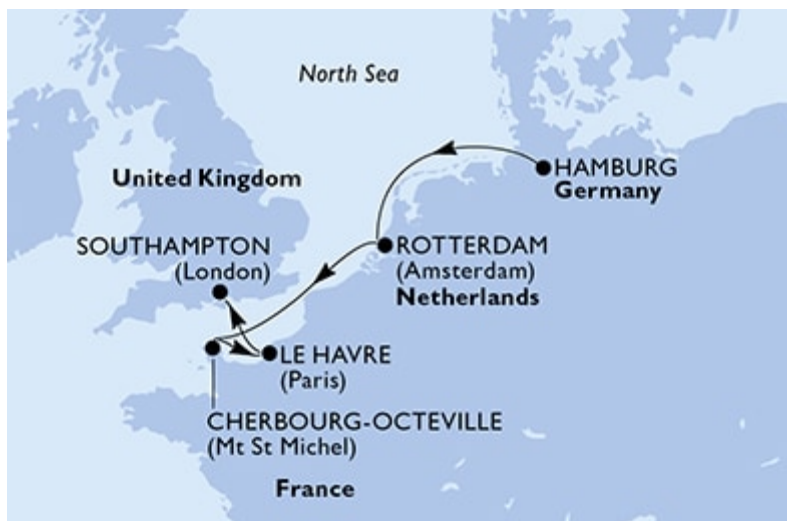 North Sea
HAMBURG
Germany
United Kingdom
SOUTHAMPTON
(London)
ROTTERDAM
(Amsterdam)
Netherlands
LE HAVRE
(Paris)
CHERBOURG-OCTEVILLE
(Mt St Michel)
France